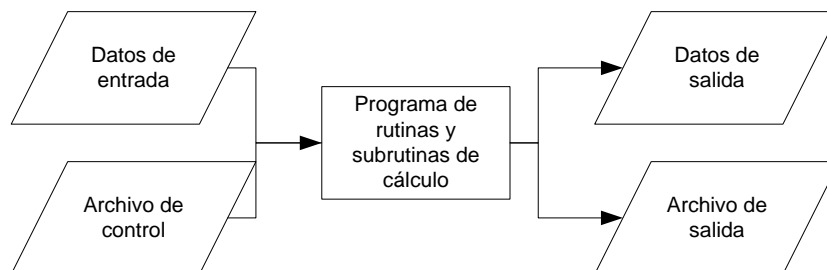 Datos de
entrada
Archivo de
control
Programa de
rutinas y
subrutinas de
cálculo
Datos de
salida
Archivo de
salida